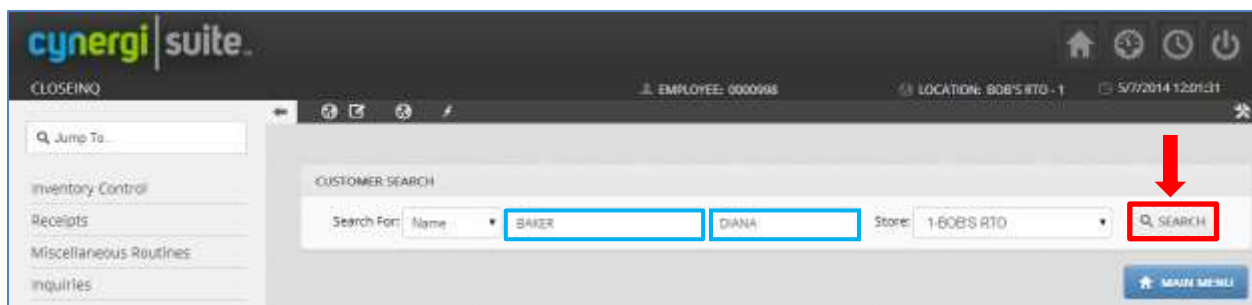 cynergi|suite
CLOSEINQ EMPLOYEE: 0000998 LOCATION: BOB'S RTO - 1 5/7/2014 12:01:31
Jump To...
CUSTOMER SEARCH
Inventory Control
Search For: Name BAKER DIANA Store: 1-BOB'S RTO SEARCH
Receipts
Miscellaneous Routines
Inquiries
MAIN MENU